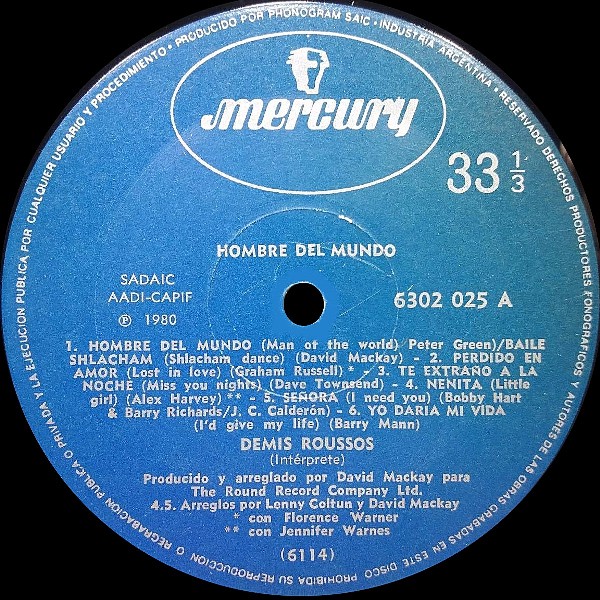 PRODUCIDO POR PHONOGRAM SAIC • INDUSTRIA ARGENTINA • RESERVADO DERECHOS PRODUCTORES FONOGRAFICOS Y AUTORES DE LAS OBRAS GRABADAS EN ESTE DISCO PROHIBIDA SU REPRODUCCION O REGRABACION PUBLICA O PRIVADA Y LA EJECUCION PUBLICA POR CUALQUIER USUARIO Y PROCEDIMIENTO •
mercury
33 1/3
HOMBRE DEL MUNDO
SADAIC
AADI-CAPIF
Ⓟ 1980
6302 025 A
1. HOMBRE DEL MUNDO (Man of the world) Peter Green)/BAILE
SHLACHAM (Shlacham dance) (David Mackay) - 2. PERDIDO EN
AMOR (Lost in love) (Graham Russell) * - 3. TE EXTRAÑO A LA
NOCHE (Miss you nights) (Dave Townsend) - 4. NENITA (Little
girl) (Alex Harvey) ** - 5. SEÑORA (I need you) (Bobby Hart
& Barry Richards/J. C. Calderón) - 6. YO DARIA MI VIDA
(I'd give my life) (Barry Mann)
DEMIS ROUSSOS
(Intérprete)
Producido y arreglado por David Mackay para
The Round Record Company Ltd.
4.5. Arreglos por Lenny Coltun y David Mackay
* con Florence Warner
** con Jennifer Warnes
(6114)